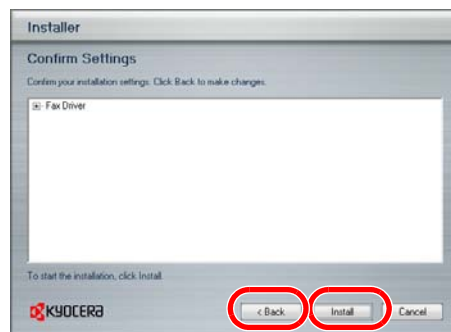 Installer
Confirm Settings
Confirm your installation settings. Click Back to make changes.
Fax Driver
To start the installation, click Install.
KYOCERA
< Back Install Cancel